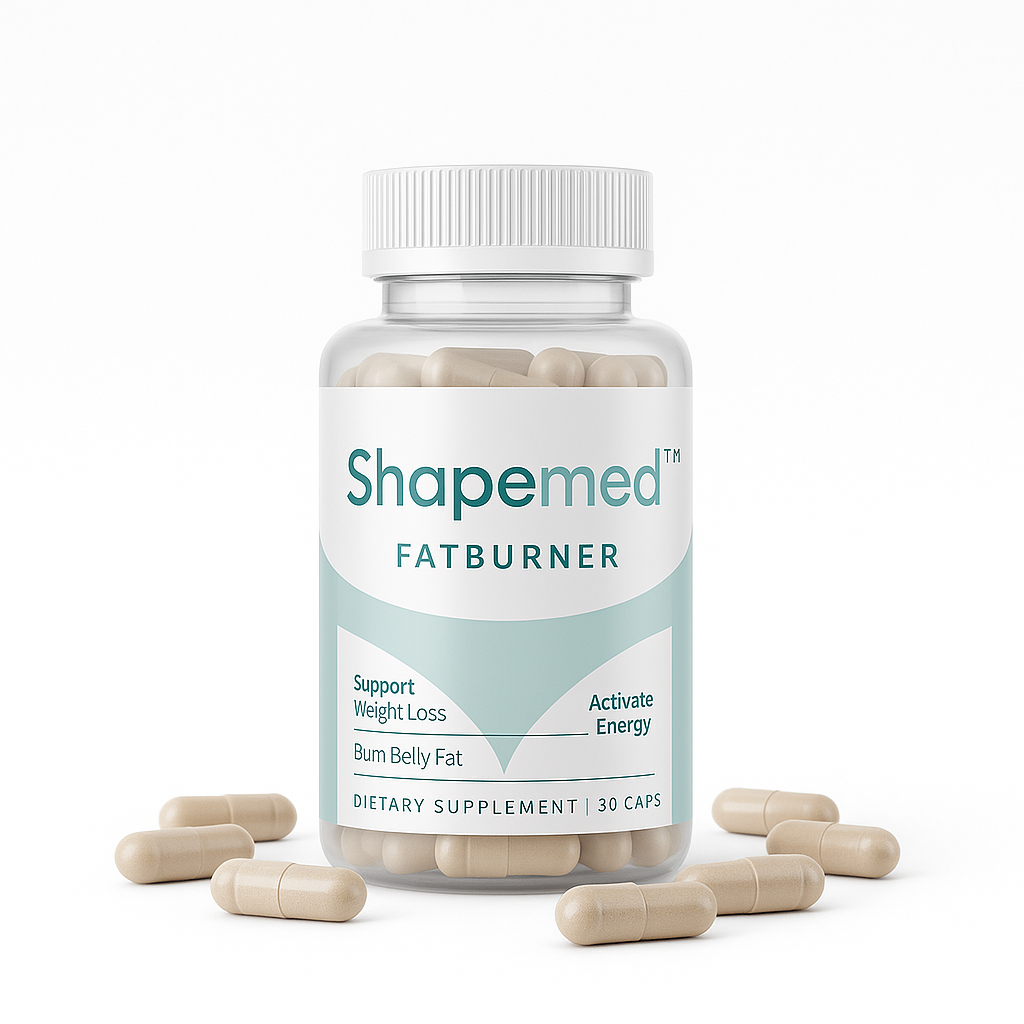 Shapemed™
FATBURNER
Support
Weight Loss
Activate
Energy
Bum Belly Fat
DIETARY SUPPLEMENT | 30 CAPS